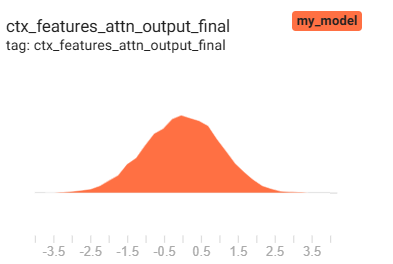 ctx_features_attn_output_final
my_model
tag: ctx_features_attn_output_final
-3.5 -2.5 -1.5 -0.5 0.5 1.5 2.5 3.5